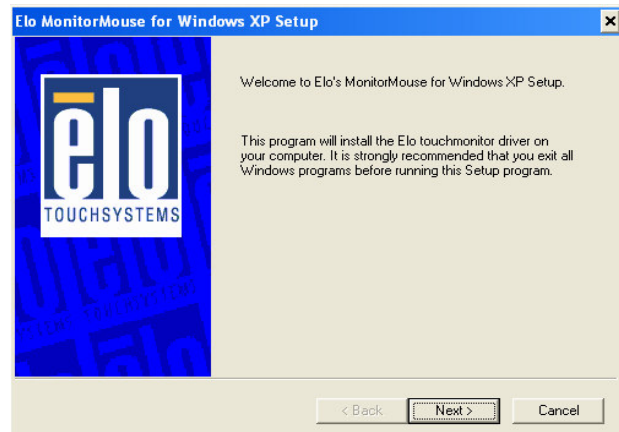 Elo MonitorMouse for Windows XP Setup
Welcome to Elo's MonitorMouse for Windows XP Setup.
This program will install the Elo touchmonitor driver on
your computer. It is strongly recommended that you exit all
Windows programs before running this Setup program.
ēlo
TOUCHSYSTEMS
< Back
Next >
Cancel